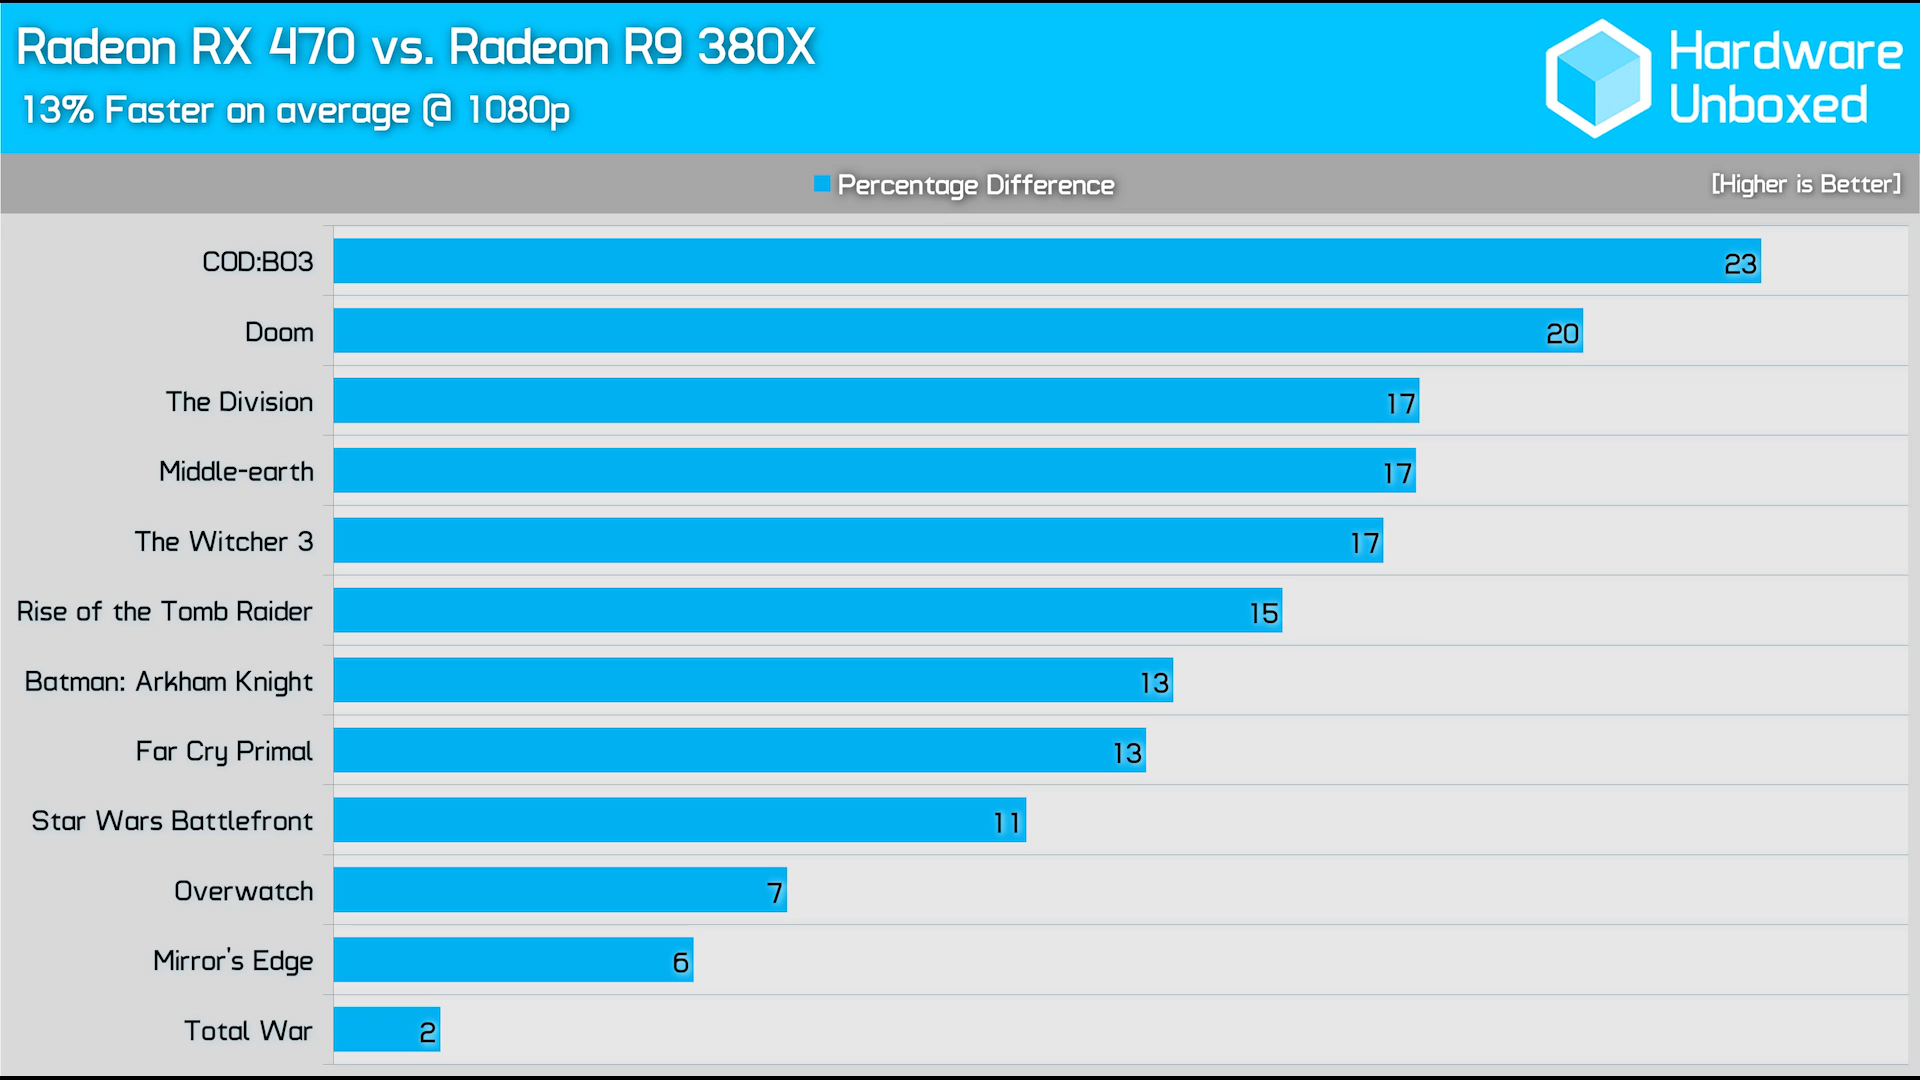 Radeon RX 470 vs. Radeon R9 380X
13% Faster on average @ 1080p
Hardware
Unboxed
Percentage Difference
[Higher is Better]
COD:BO3 23
Doom 20
The Division 17
Middle-earth 17
The Witcher 3 17
Rise of the Tomb Raider 15
Batman: Arkham Knight 13
Far Cry Primal 13
Star Wars Battlefront 11
Overwatch 7
Mirror's Edge 6
Total War 2